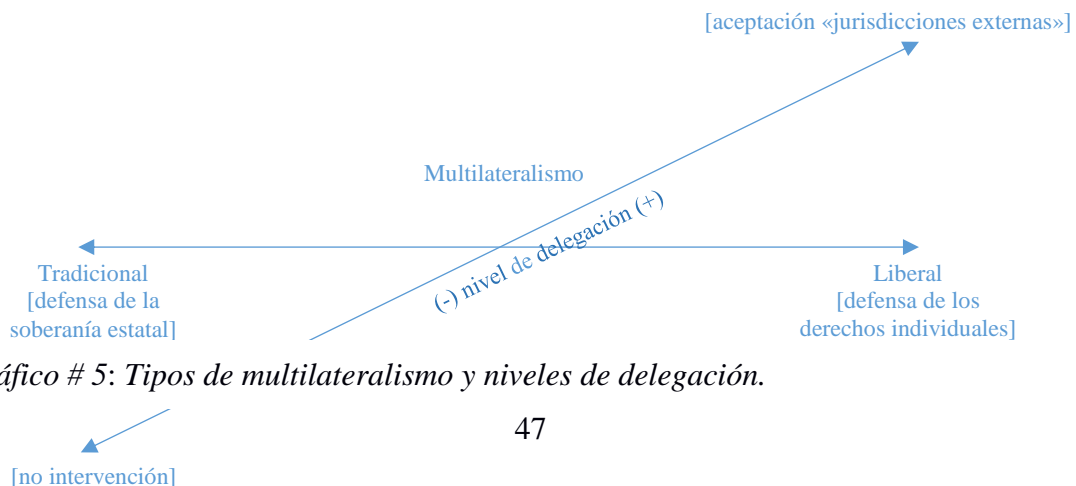 [aceptación «jurisdicciones externas»]
Multilateralismo
(-) nivel de delegación (+)
Tradicional
[defensa de la
soberanía estatal]
Liberal
[defensa de los
derechos individuales]
áfico # 5: Tipos de multilateralismo y niveles de delegación.
47
[no intervención]